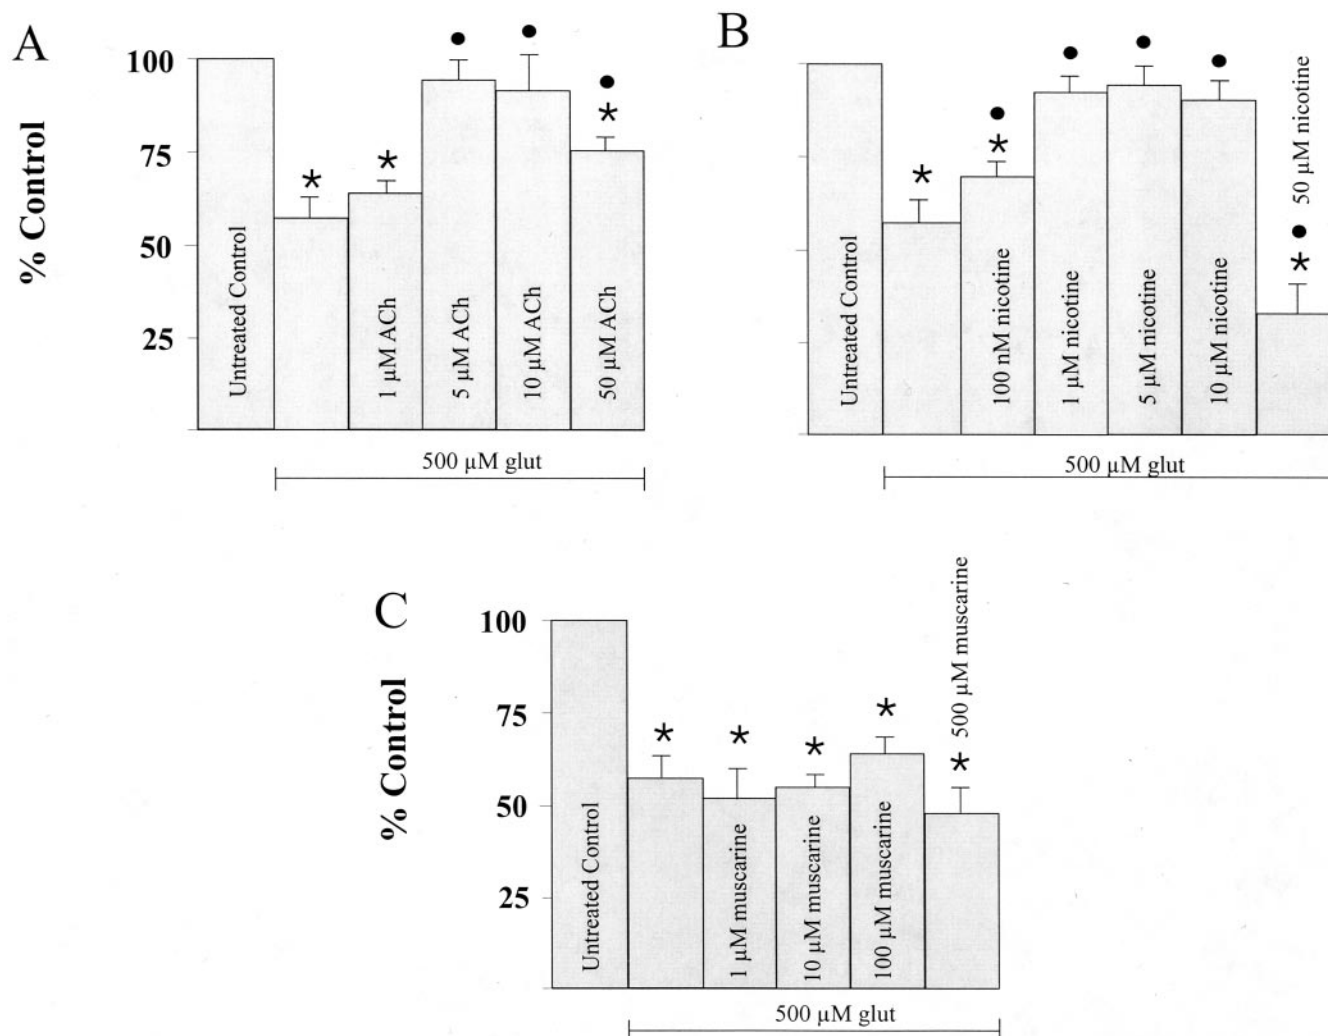 A
% Control
100
75
50
25
Untreated Control
*
*
1 µM ACh
•
5 µM ACh
•
10 µM ACh
•
*
50 µM ACh
500 µM glut
B
Untreated Control
*
•
*
100 nM nicotine
•
1 µM nicotine
•
5 µM nicotine
•
10 µM nicotine
50 µM nicotine
•
*
500 µM glut
C
% Control
100
75
50
25
Untreated Control
*
*
1 µM muscarine
*
10 µM muscarine
*
100 µM muscarine
500 µM muscarine
*
500 µM glut